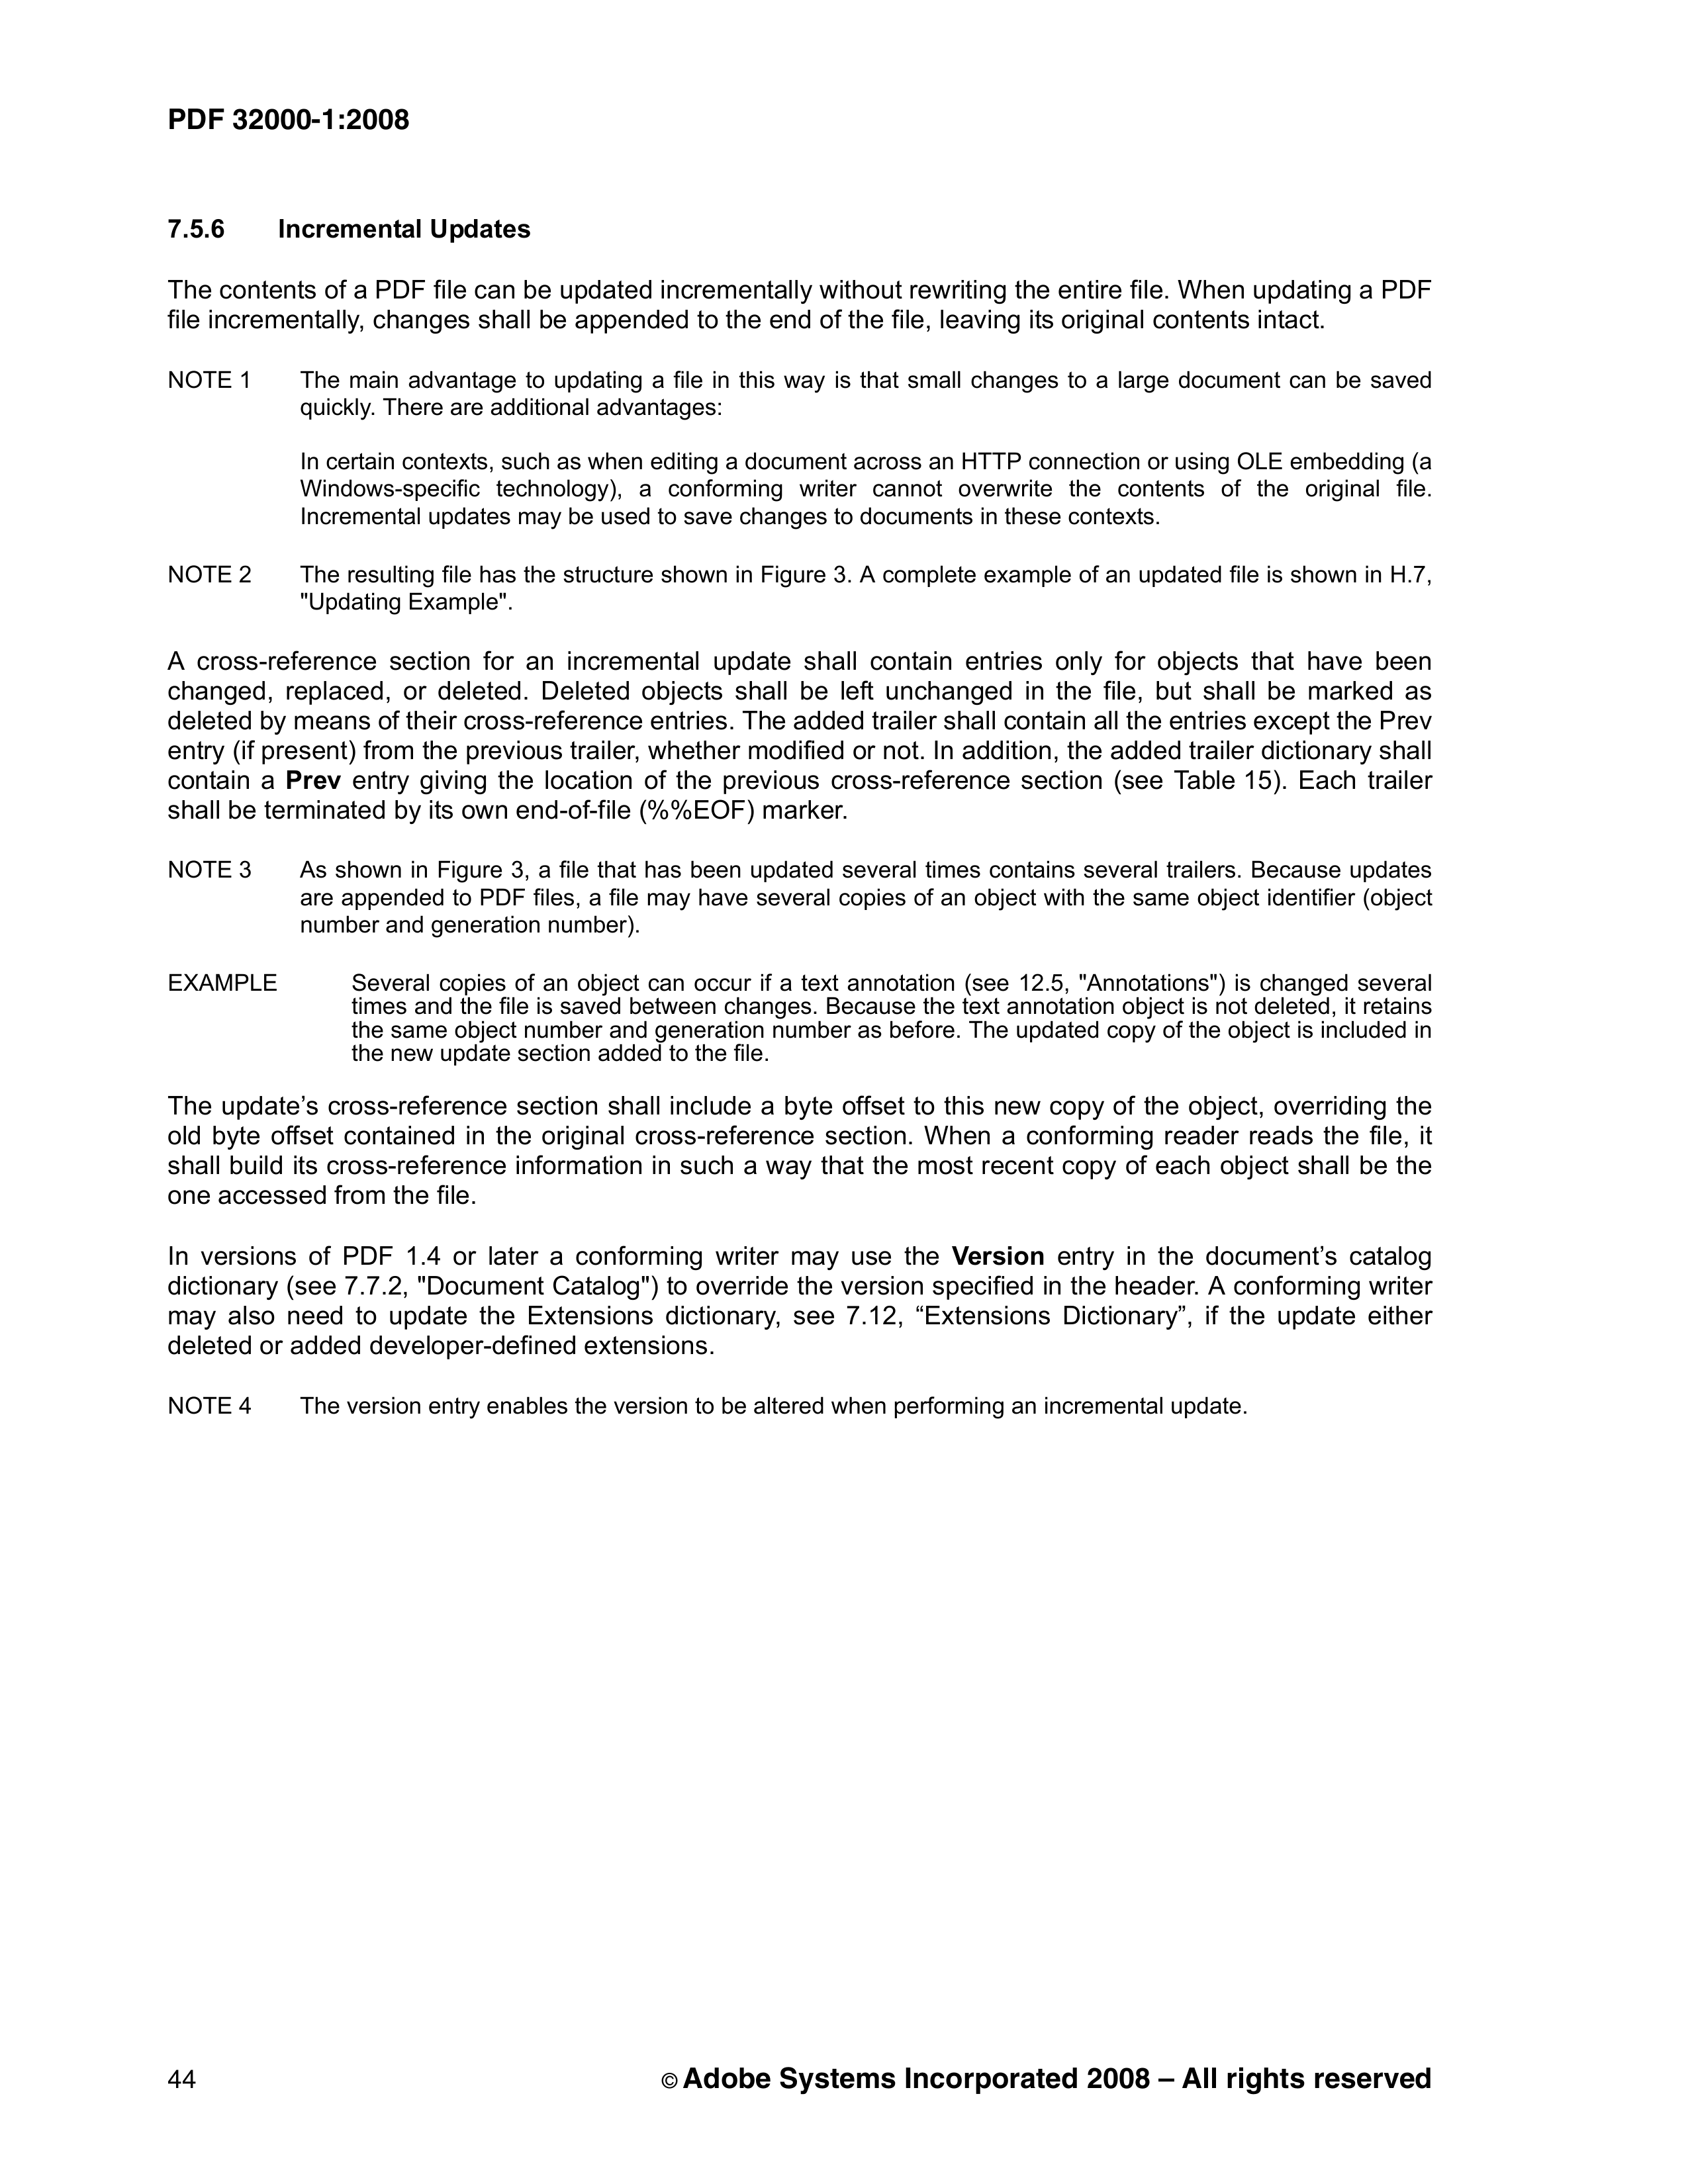 PDF 32000-1:2008
7.5.6 Incremental Updates
The contents of a PDF file can be updated incrementally without rewriting the entire file. When updating a PDF
file incrementally, changes shall be appended to the end of the file, leaving its original contents intact.
NOTE 1 The main advantage to updating a file in this way is that small changes to a large document can be saved
quickly. There are additional advantages:
In certain contexts, such as when editing a document across an HTTP connection or using OLE embedding (a
Windows-specific technology), a conforming writer cannot overwrite the contents of the original file.
Incremental updates may be used to save changes to documents in these contexts.
NOTE 2 The resulting file has the structure shown in Figure 3. A complete example of an updated file is shown in H.7,
"Updating Example".
A cross-reference section for an incremental update shall contain entries only for objects that have been
changed, replaced, or deleted. Deleted objects shall be left unchanged in the file, but shall be marked as
deleted by means of their cross-reference entries. The added trailer shall contain all the entries except the Prev
entry (if present) from the previous trailer, whether modified or not. In addition, the added trailer dictionary shall
contain a Prev entry giving the location of the previous cross-reference section (see Table 15). Each trailer
shall be terminated by its own end-of-file (%%EOF) marker.
NOTE 3 As shown in Figure 3, a file that has been updated several times contains several trailers. Because updates
are appended to PDF files, a file may have several copies of an object with the same object identifier (object
number and generation number).
EXAMPLE Several copies of an object can occur if a text annotation (see 12.5, "Annotations") is changed several
times and the file is saved between changes. Because the text annotation object is not deleted, it retains
the same object number and generation number as before. The updated copy of the object is included in
the new update section added to the file.
The update’s cross-reference section shall include a byte offset to this new copy of the object, overriding the
old byte offset contained in the original cross-reference section. When a conforming reader reads the file, it
shall build its cross-reference information in such a way that the most recent copy of each object shall be the
one accessed from the file.
In versions of PDF 1.4 or later a conforming writer may use the Version entry in the document’s catalog
dictionary (see 7.7.2, "Document Catalog") to override the version specified in the header. A conforming writer
may also need to update the Extensions dictionary, see 7.12, “Extensions Dictionary”, if the update either
deleted or added developer-defined extensions.
NOTE 4 The version entry enables the version to be altered when performing an incremental update.
44 © Adobe Systems Incorporated 2008 – All rights reserved